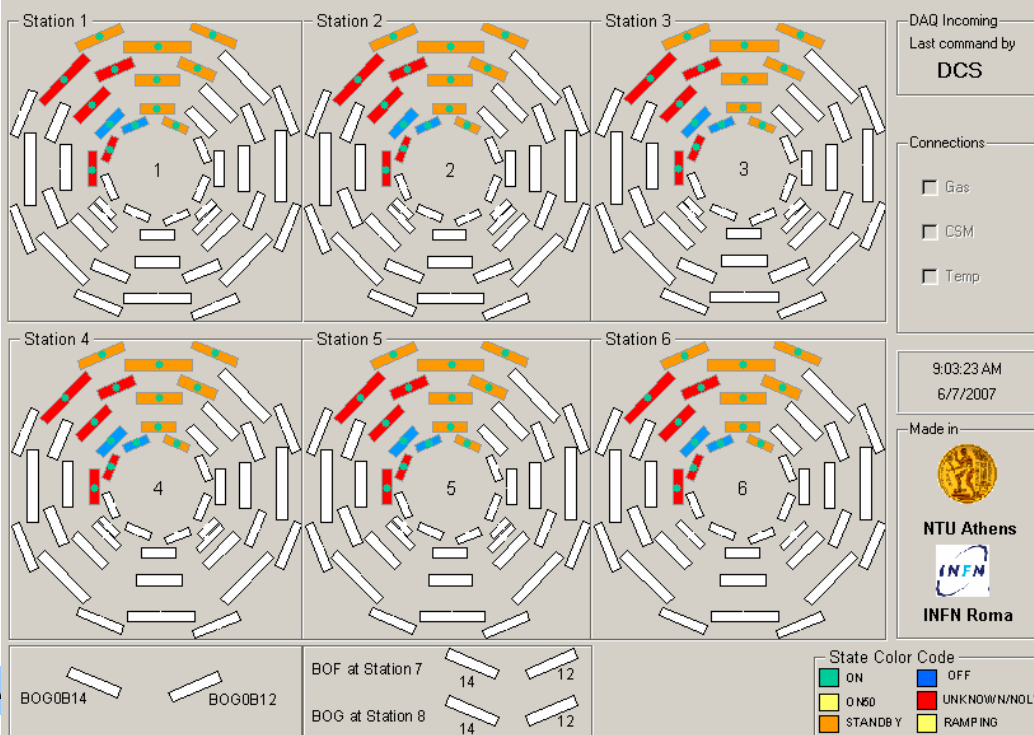 Station 1
Station 2
Station 3
1
2
3
Station 4
Station 5
Station 6
4
5
6
BOG0B14
BOG0B12
BOF at Station 7
14
12
BOG at Station 8
14
12
DAQ Incoming
Last command by
DCS
Connections
Gas
CSM
Temp
9:03:23 AM
6/7/2007
Made in
NTU Athens
INFN
INFN Roma
State Color Code
ON
OFF
ON50
UNKNOWN/NOL
STANDBY
RAMPING